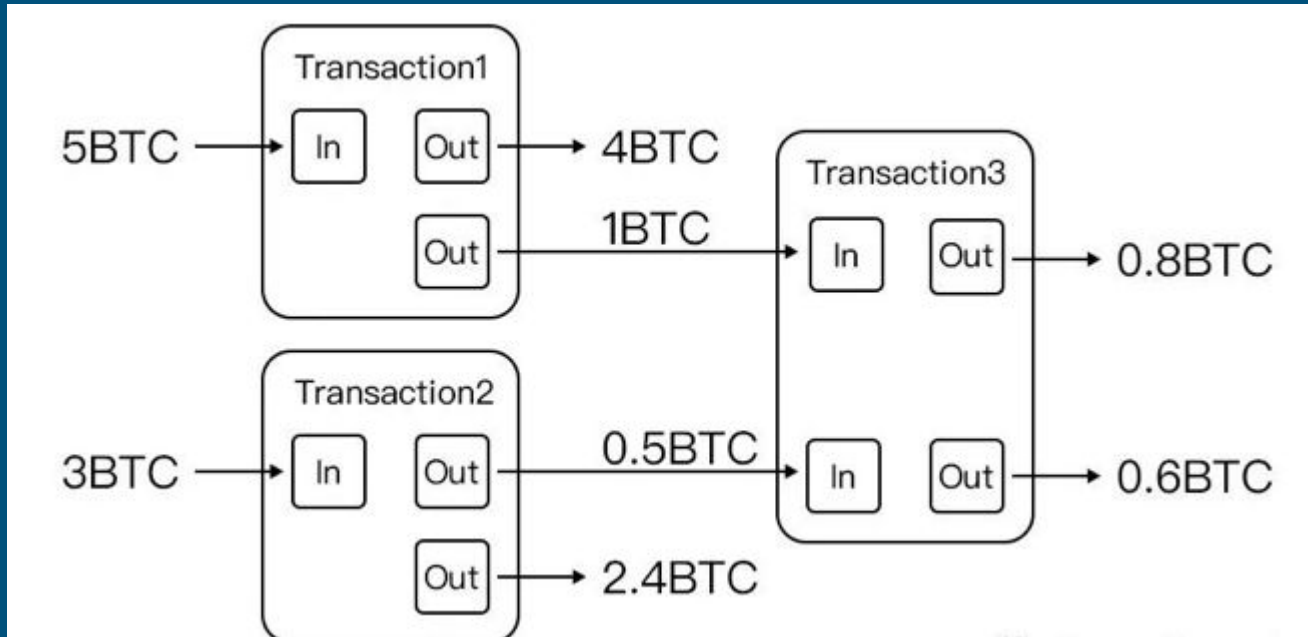 Transaction1
5BTC
In
Out
4BTC
Out
1BTC
Transaction3
In
Out
0.8BTC
Transaction2
3BTC
In
Out
0.5BTC
In
Out
0.6BTC
Out
2.4BTC